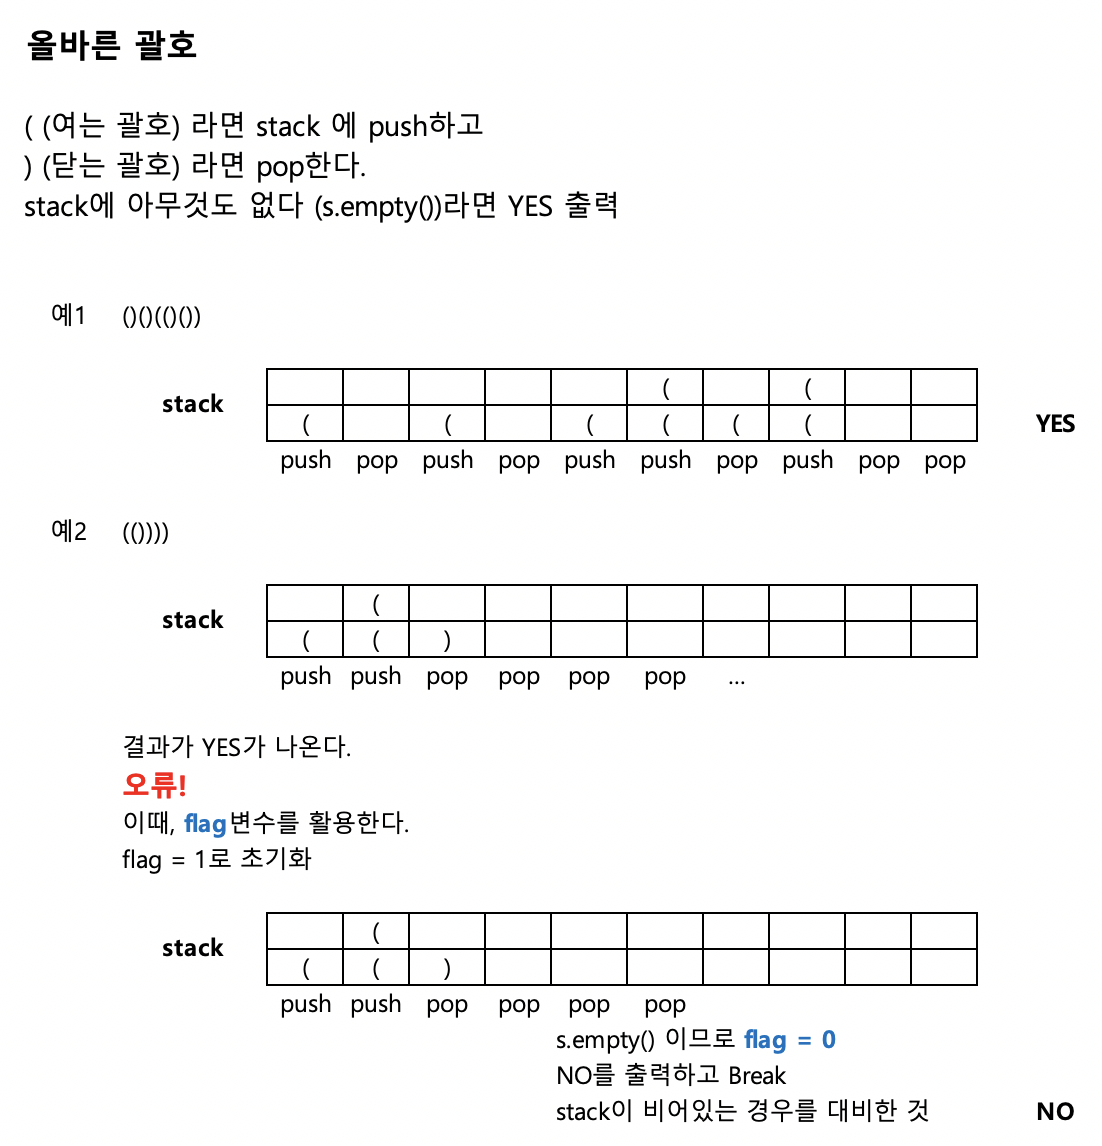 올바른 괄호
( (여는 괄호) 라면 stack 에 push하고
) (닫는 괄호) 라면 pop한다.
stack에 아무것도 없다 (s.empty())라면 YES 출력
예1 ()()(()())
( (
stack
( ( ( ( ( ( YES
push pop push pop push push pop push pop pop
예2 (())))
(
stack
( ( )
push push pop pop pop pop ...
결과가 YES가 나온다.
오류!
이때, flag변수를 활용한다.
flag = 1로 초기화
(
stack
( ( )
push push pop pop pop pop
s.empty() 이므로 flag = 0
NO를 출력하고 Break
stack이 비어있는 경우를 대비한 것 NO